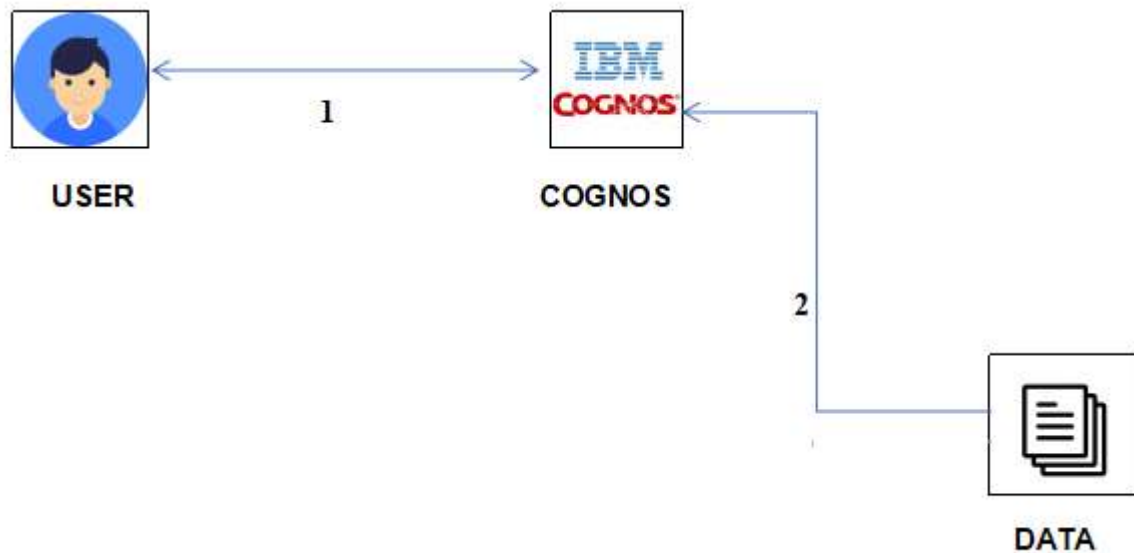 IBM
COGNOS
1
USER
COGNOS
2
DATA